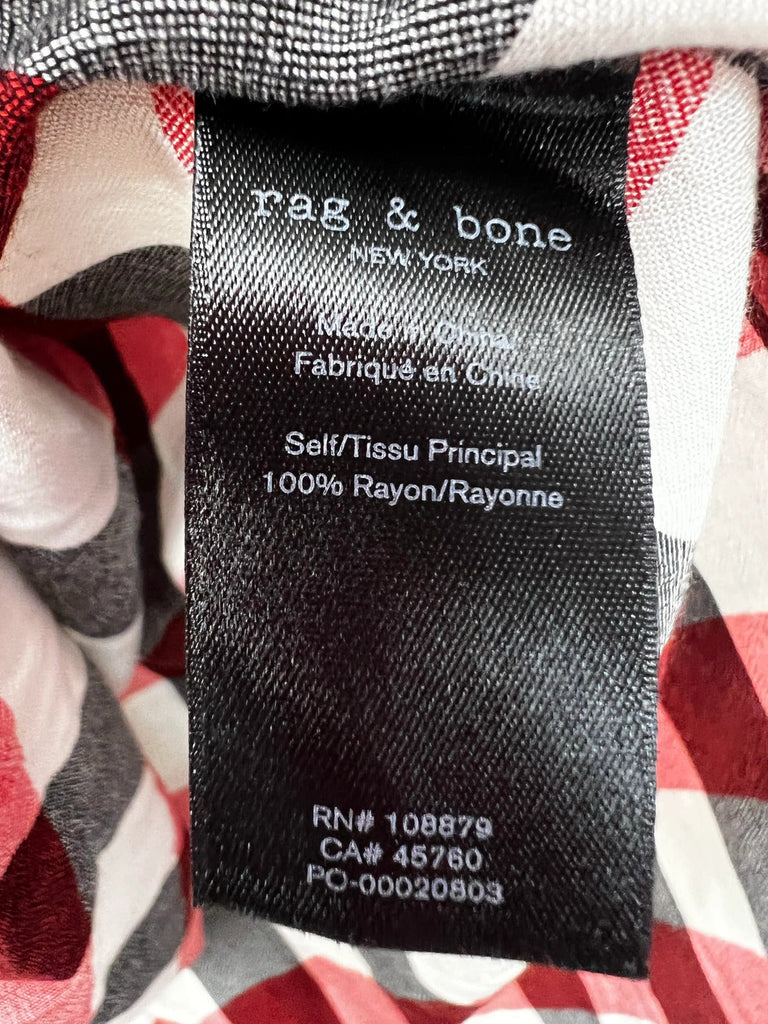 rag & bone
NEW YORK
Made in China
Fabriqué en Chine
Self/Tissu Principal
100% Rayon/Rayonne
RN# 108879
CA# 45760
PO-00020803